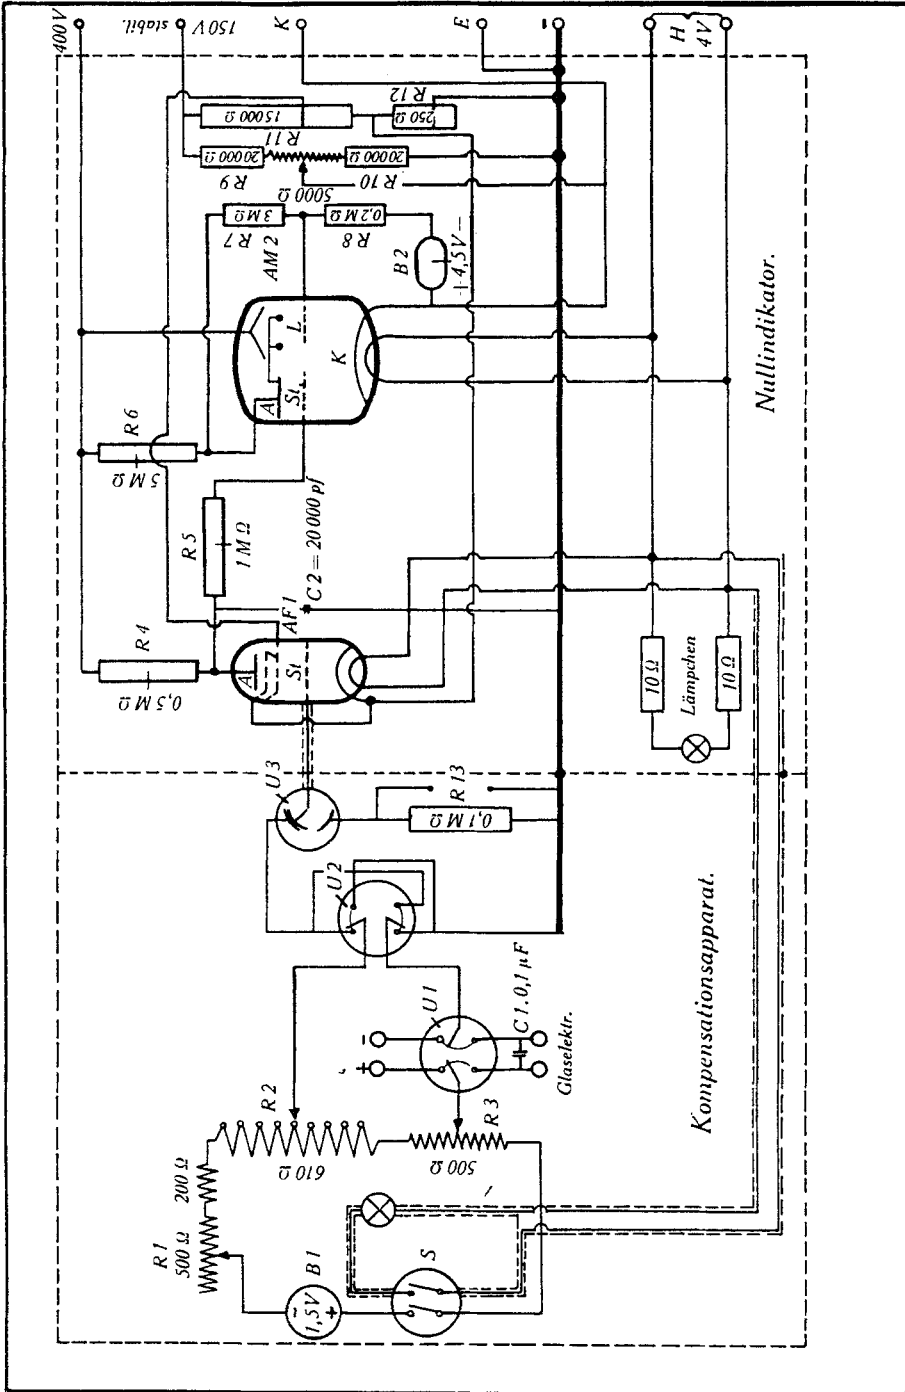 400V
150V stabil.
K
E
–
H
4V
15000 Ω
R 11
250 Ω
R 12
20000 Ω
R 9
5000 Ω
20000 Ω
R 10
3 MΩ
R 7
0,2 MΩ
R 8
B 2
+ 4,5V –
AM 2
A
St.
L
K
R 6
5 MΩ
R 5
1 MΩ
C 2 = 20 000 pf
R 4
0,5 MΩ
AF 1
A
St
10 Ω
10 Ω
Lämpchen
Nullindikator.
U 3
R 13
0,1 MΩ
U 2
U 1
– +
C 1. 0,1 µF
Glaselektr.
R 2
610 Ω
R 3
500 Ω
R 1
500 Ω
200 Ω
B 1
– 1,5V +
S
Kompensationsapparat.